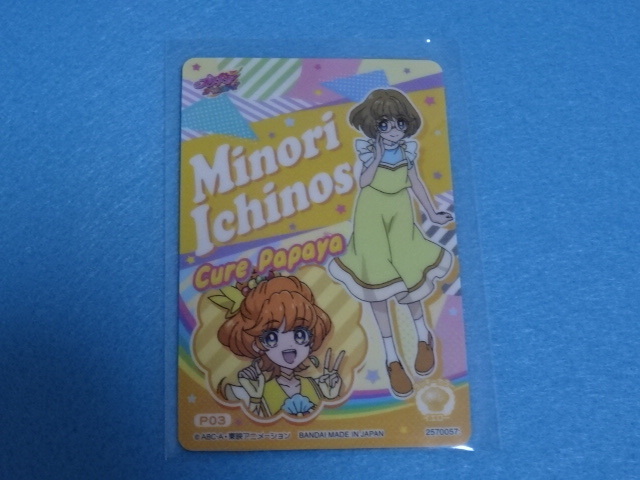 Minori
Ichinos
Cure Papaya
P03
© ABC-A・東映アニメーション BANDAI MADE IN JAPAN
2570057